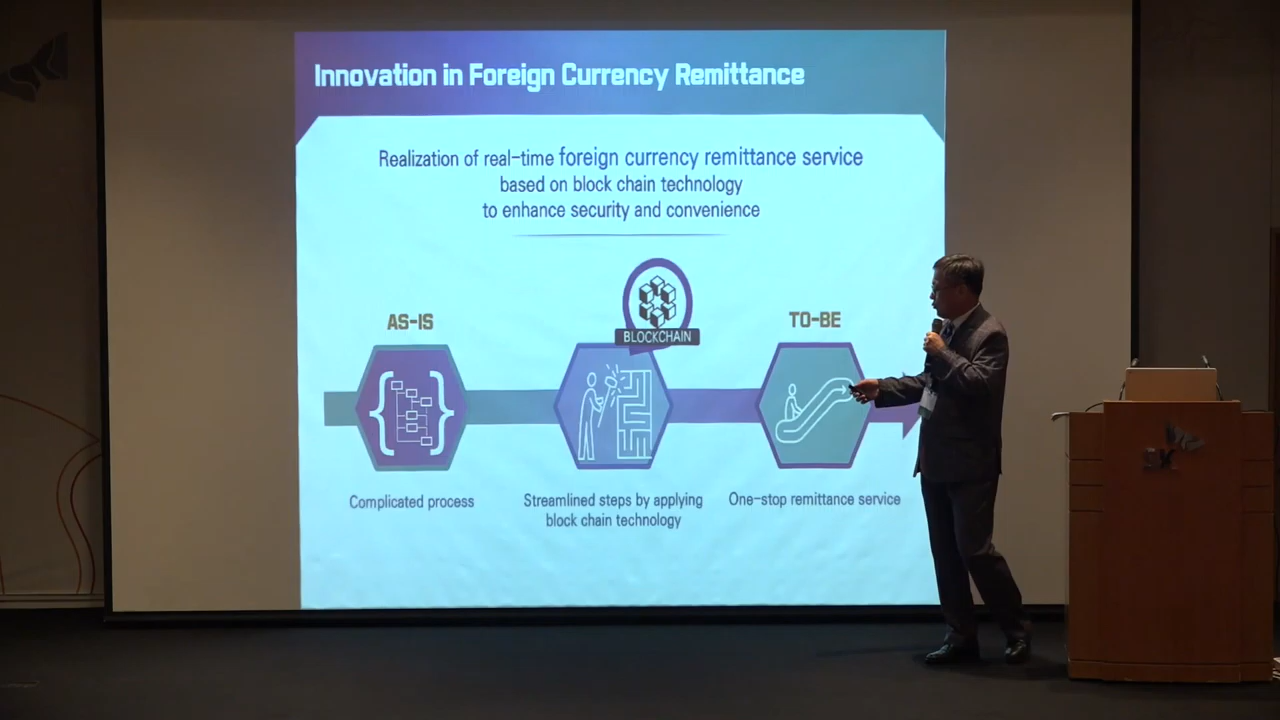 Innovation in Foreign Currency Remittance
Realization of real-time foreign currency remittance service
based on block chain technology
to enhance security and convenience
AS-IS
BLOCKCHAIN
TO-BE
Complicated process
Streamlined steps by applying
block chain technology
One-stop remittance service